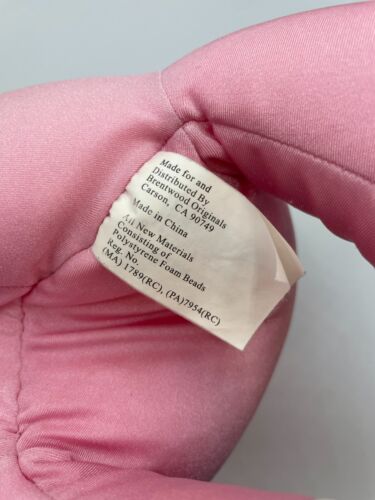 Made for and
Distributed By
Brentwood Originals
Carson, CA 90749
Made in China
All New Materials
Consisting of
Polystyrene Foam Beads
Reg. No.
(MA) 1789(RC), (PA)7954(RC)